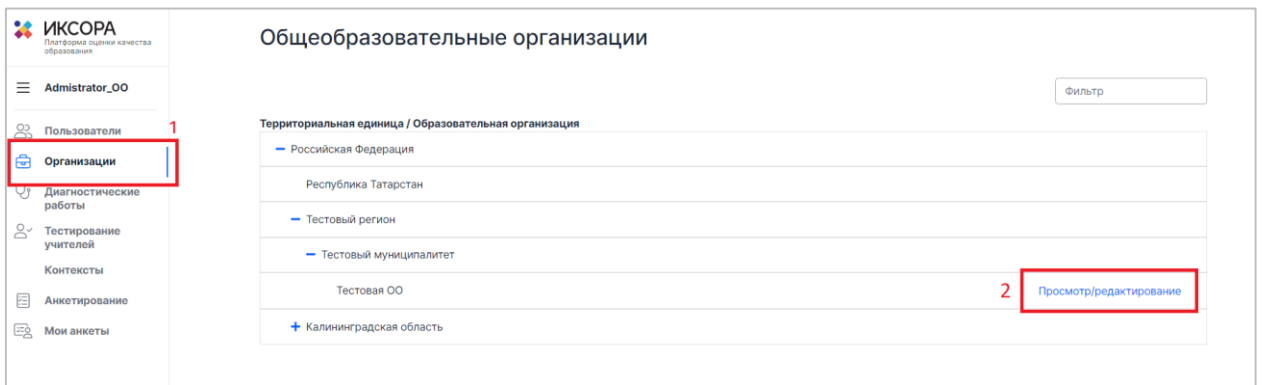 ИКСОРА
Платформа оценки качества
образования
Admistrator_ОО
Пользователи
1
Организации
Диагностические
работы
Тестирование
учителей
Контексты
Анкетирование
Мои анкеты
Общеобразовательные организации
Фильтр
Территориальная единица / Образовательная организация
Российская Федерация
Республика Татарстан
Тестовый регион
Тестовый муниципалитет
Тестовая ОО
2 Просмотр/редактирование
Калининградская область